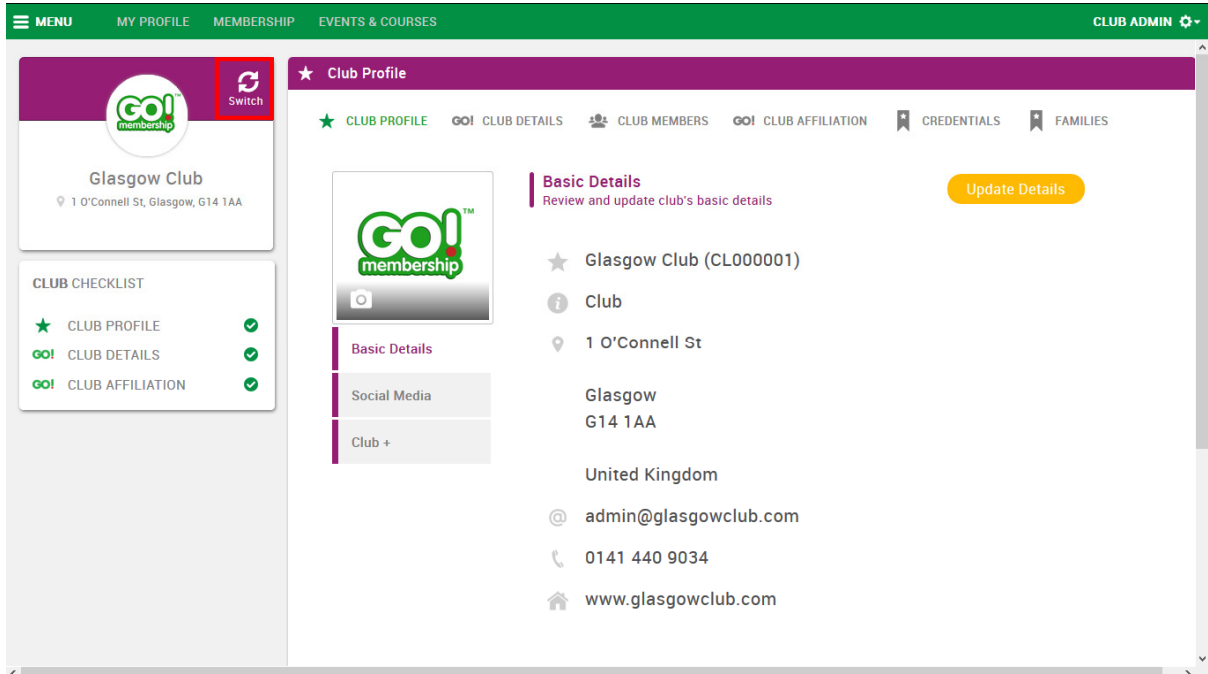 MENU MY PROFILE MEMBERSHIP EVENTS & COURSES CLUB ADMIN
Switch
GO! membership
Glasgow Club
1 O'Connell St, Glasgow, G14 1AA
CLUB CHECKLIST
CLUB PROFILE
GO! CLUB DETAILS
GO! CLUB AFFILIATION
Club Profile
CLUB PROFILE GO! CLUB DETAILS CLUB MEMBERS GO! CLUB AFFILIATION CREDENTIALS FAMILIES
GO! TM
membership
Basic Details
Social Media
Club +
Basic Details
Review and update club's basic details
Update Details
Glasgow Club (CL000001)
Club
1 O'Connell St
Glasgow
G14 1AA
United Kingdom
@ admin@glasgowclub.com
0141 440 9034
www.glasgowclub.com